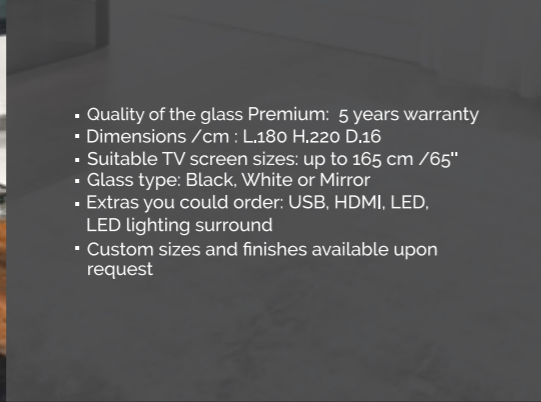 ▪ Quality of the glass Premium:  5 years warranty
▪ Dimensions /cm : L.180 H.220 D.16
▪ Suitable TV screen sizes: up to 165 cm /65''
▪ Glass type: Black, White or Mirror
▪ Extras you could order: USB, HDMI, LED,
LED lighting surround
▪ Custom sizes and finishes available upon
request